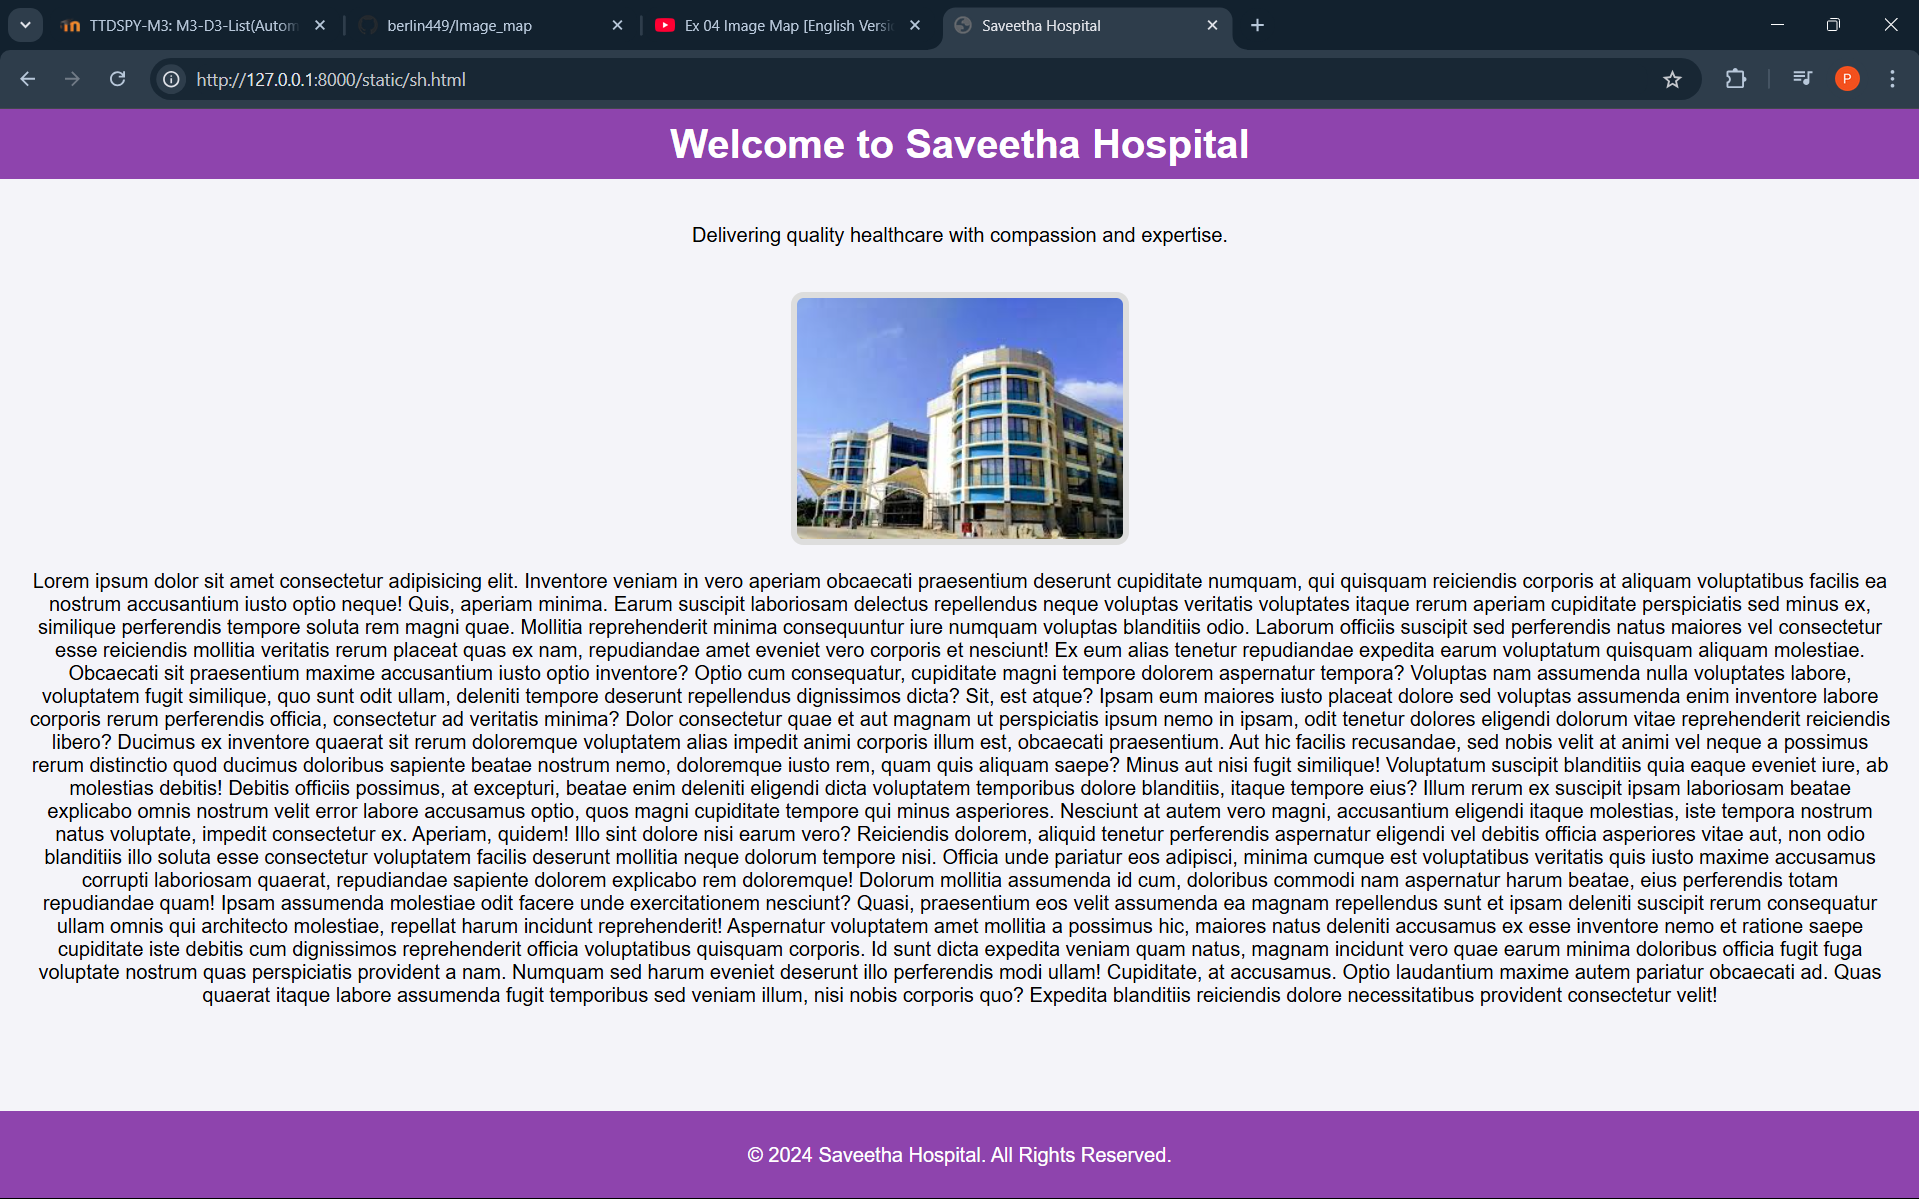 TTDSPY-M3: M3-D3-List(Autom
berlin449/Image_map
Ex 04 Image Map [English Versi
Saveetha Hospital
http://127.0.0.1:8000/static/sh.html
P
Welcome to Saveetha Hospital
Delivering quality healthcare with compassion and expertise.
Lorem ipsum dolor sit amet consectetur adipisicing elit. Inventore veniam in vero aperiam obcaecati praesentium deserunt cupiditate numquam, qui quisquam reiciendis corporis at aliquam voluptatibus facilis ea
nostrum accusantium iusto optio neque! Quis, aperiam minima. Earum suscipit laboriosam delectus repellendus neque voluptas veritatis voluptates itaque rerum aperiam cupiditate perspiciatis sed minus ex,
similique perferendis tempore soluta rem magni quae. Mollitia reprehenderit minima consequuntur iure numquam voluptas blanditiis odio. Laborum officiis suscipit sed perferendis natus maiores vel consectetur
esse reiciendis mollitia veritatis rerum placeat quas ex nam, repudiandae amet eveniet vero corporis et nesciunt! Ex eum alias tenetur repudiandae expedita earum voluptatum quisquam aliquam molestiae.
Obcaecati sit praesentium maxime accusantium iusto optio inventore? Optio cum consequatur, cupiditate magni tempore dolorem aspernatur tempora? Voluptas nam assumenda nulla voluptates labore,
voluptatem fugit similique, quo sunt odit ullam, deleniti tempore deserunt repellendus dignissimos dicta? Sit, est atque? Ipsam eum maiores iusto placeat dolore sed voluptas assumenda enim inventore labore
corporis rerum perferendis officia, consectetur ad veritatis minima? Dolor consectetur quae et aut magnam ut perspiciatis ipsum nemo in ipsam, odit tenetur dolores eligendi dolorum vitae reprehenderit reiciendis
libero? Ducimus ex inventore quaerat sit rerum doloremque voluptatem alias impedit animi corporis illum est, obcaecati praesentium. Aut hic facilis recusandae, sed nobis velit at animi vel neque a possimus
rerum distinctio quod ducimus doloribus sapiente beatae nostrum nemo, doloremque iusto rem, quam quis aliquam saepe? Minus aut nisi fugit similique! Voluptatum suscipit blanditiis quia eaque eveniet iure, ab
molestias debitis! Debitis officiis possimus, at excepturi, beatae enim deleniti eligendi dicta voluptatem temporibus dolore blanditiis, itaque tempore eius? Illum rerum ex suscipit ipsam laboriosam beatae
explicabo omnis nostrum velit error labore accusamus optio, quos magni cupiditate tempore qui minus asperiores. Nesciunt at autem vero magni, accusantium eligendi itaque molestias, iste tempora nostrum
natus voluptate, impedit consectetur ex. Aperiam, quidem! Illo sint dolore nisi earum vero? Reiciendis dolorem, aliquid tenetur perferendis aspernatur eligendi vel debitis officia asperiores vitae aut, non odio
blanditiis illo soluta esse consectetur voluptatem facilis deserunt mollitia neque dolorum tempore nisi. Officia unde pariatur eos adipisci, minima cumque est voluptatibus veritatis quis iusto maxime accusamus
corrupti laboriosam quaerat, repudiandae sapiente dolorem explicabo rem doloremque! Dolorum mollitia assumenda id cum, doloribus commodi nam aspernatur harum beatae, eius perferendis totam
repudiandae quam! Ipsam assumenda molestiae odit facere unde exercitationem nesciunt? Quasi, praesentium eos velit assumenda ea magnam repellendus sunt et ipsam deleniti suscipit rerum consequatur
ullam omnis qui architecto molestiae, repellat harum incidunt reprehenderit! Aspernatur voluptatem amet mollitia a possimus hic, maiores natus deleniti accusamus ex esse inventore nemo et ratione saepe
cupiditate iste debitis cum dignissimos reprehenderit officia voluptatibus quisquam corporis. Id sunt dicta expedita veniam quam natus, magnam incidunt vero quae earum minima doloribus officia fugit fuga
voluptate nostrum quas perspiciatis provident a nam. Numquam sed harum eveniet deserunt illo perferendis modi ullam! Cupiditate, at accusamus. Optio laudantium maxime autem pariatur obcaecati ad. Quas
quaerat itaque labore assumenda fugit temporibus sed veniam illum, nisi nobis corporis quo? Expedita blanditiis reiciendis dolore necessitatibus provident consectetur velit!
© 2024 Saveetha Hospital. All Rights Reserved.